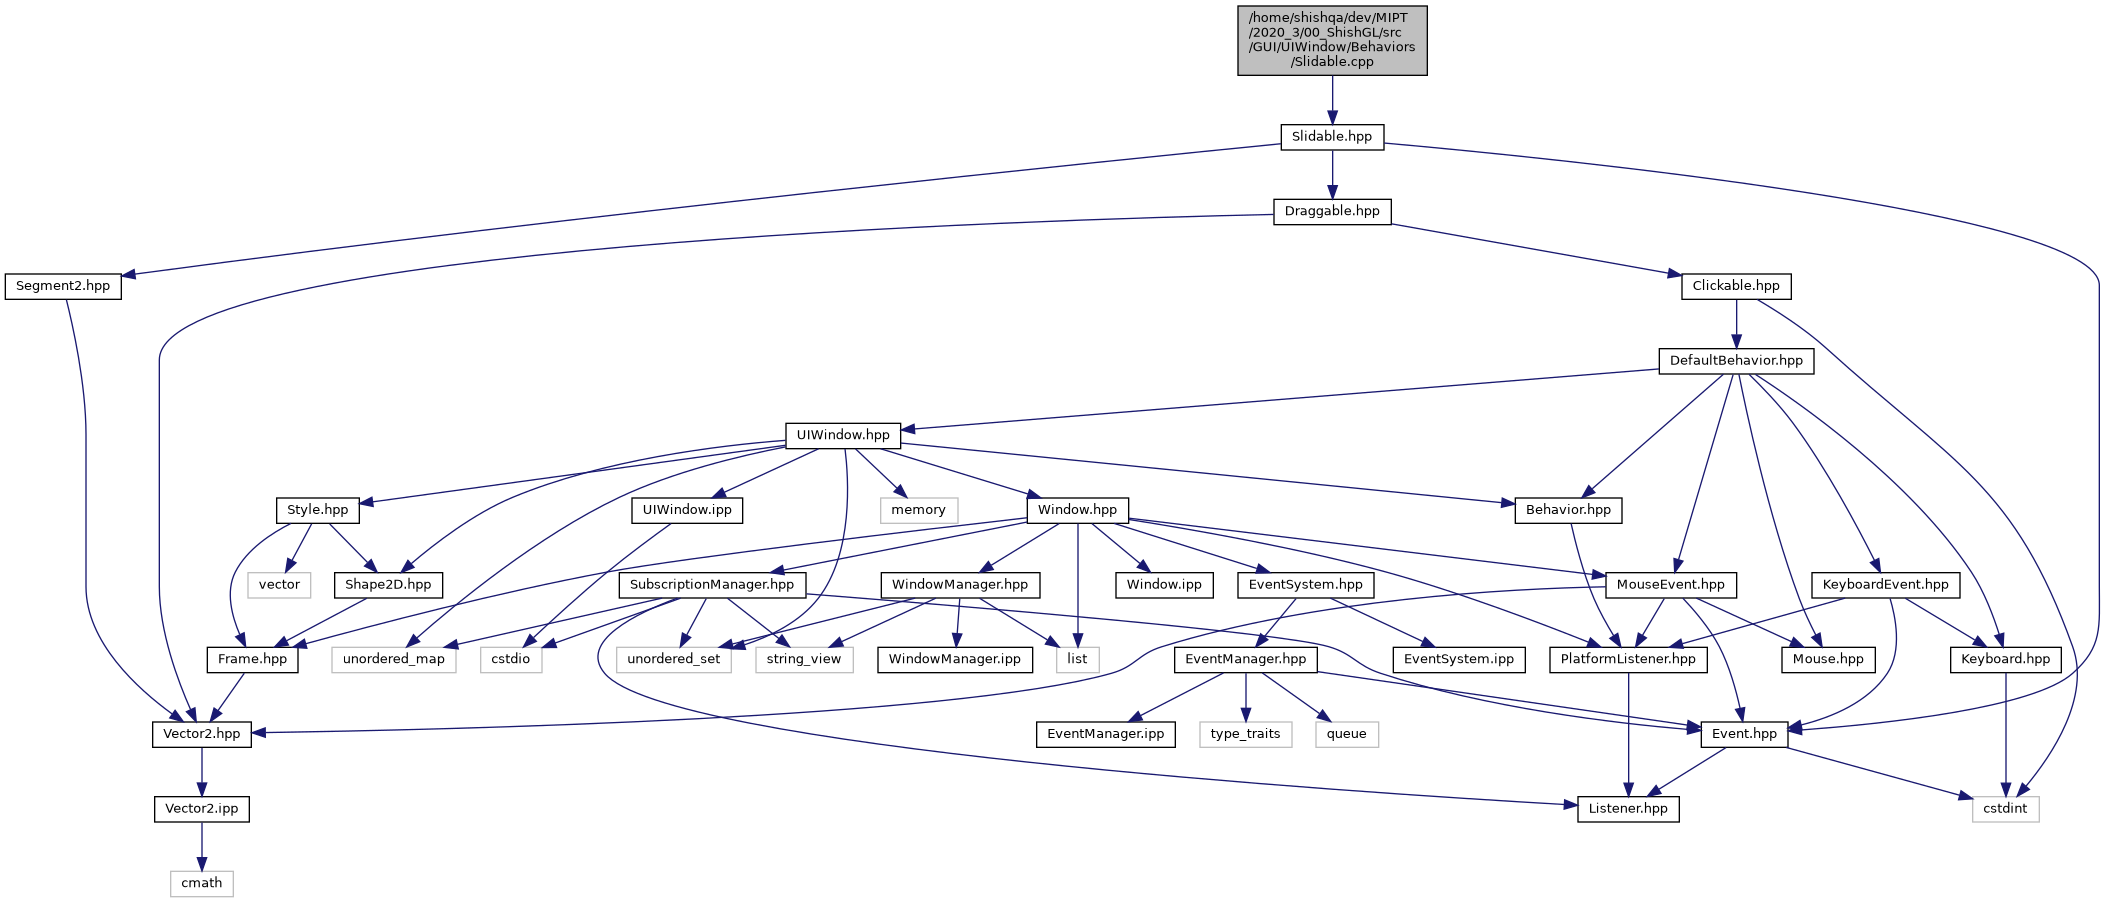 /home/shishqa/dev/MIPT
/2020_3/00_ShishGL/src
/GUI/UIWindow/Behaviors
/Slidable.cpp
Slidable.hpp
Draggable.hpp
Segment2.hpp
Clickable.hpp
DefaultBehavior.hpp
UIWindow.hpp
Style.hpp
UIWindow.ipp
memory
Window.hpp
Behavior.hpp
vector
Shape2D.hpp
SubscriptionManager.hpp
WindowManager.hpp
Window.ipp
EventSystem.hpp
MouseEvent.hpp
KeyboardEvent.hpp
Frame.hpp
unordered_map
cstdio
unordered_set
string_view
WindowManager.ipp
list
EventManager.hpp
EventSystem.ipp
PlatformListener.hpp
Mouse.hpp
Keyboard.hpp
Vector2.hpp
EventManager.ipp
type_traits
queue
Event.hpp
Vector2.ipp
Listener.hpp
cstdint
cmath